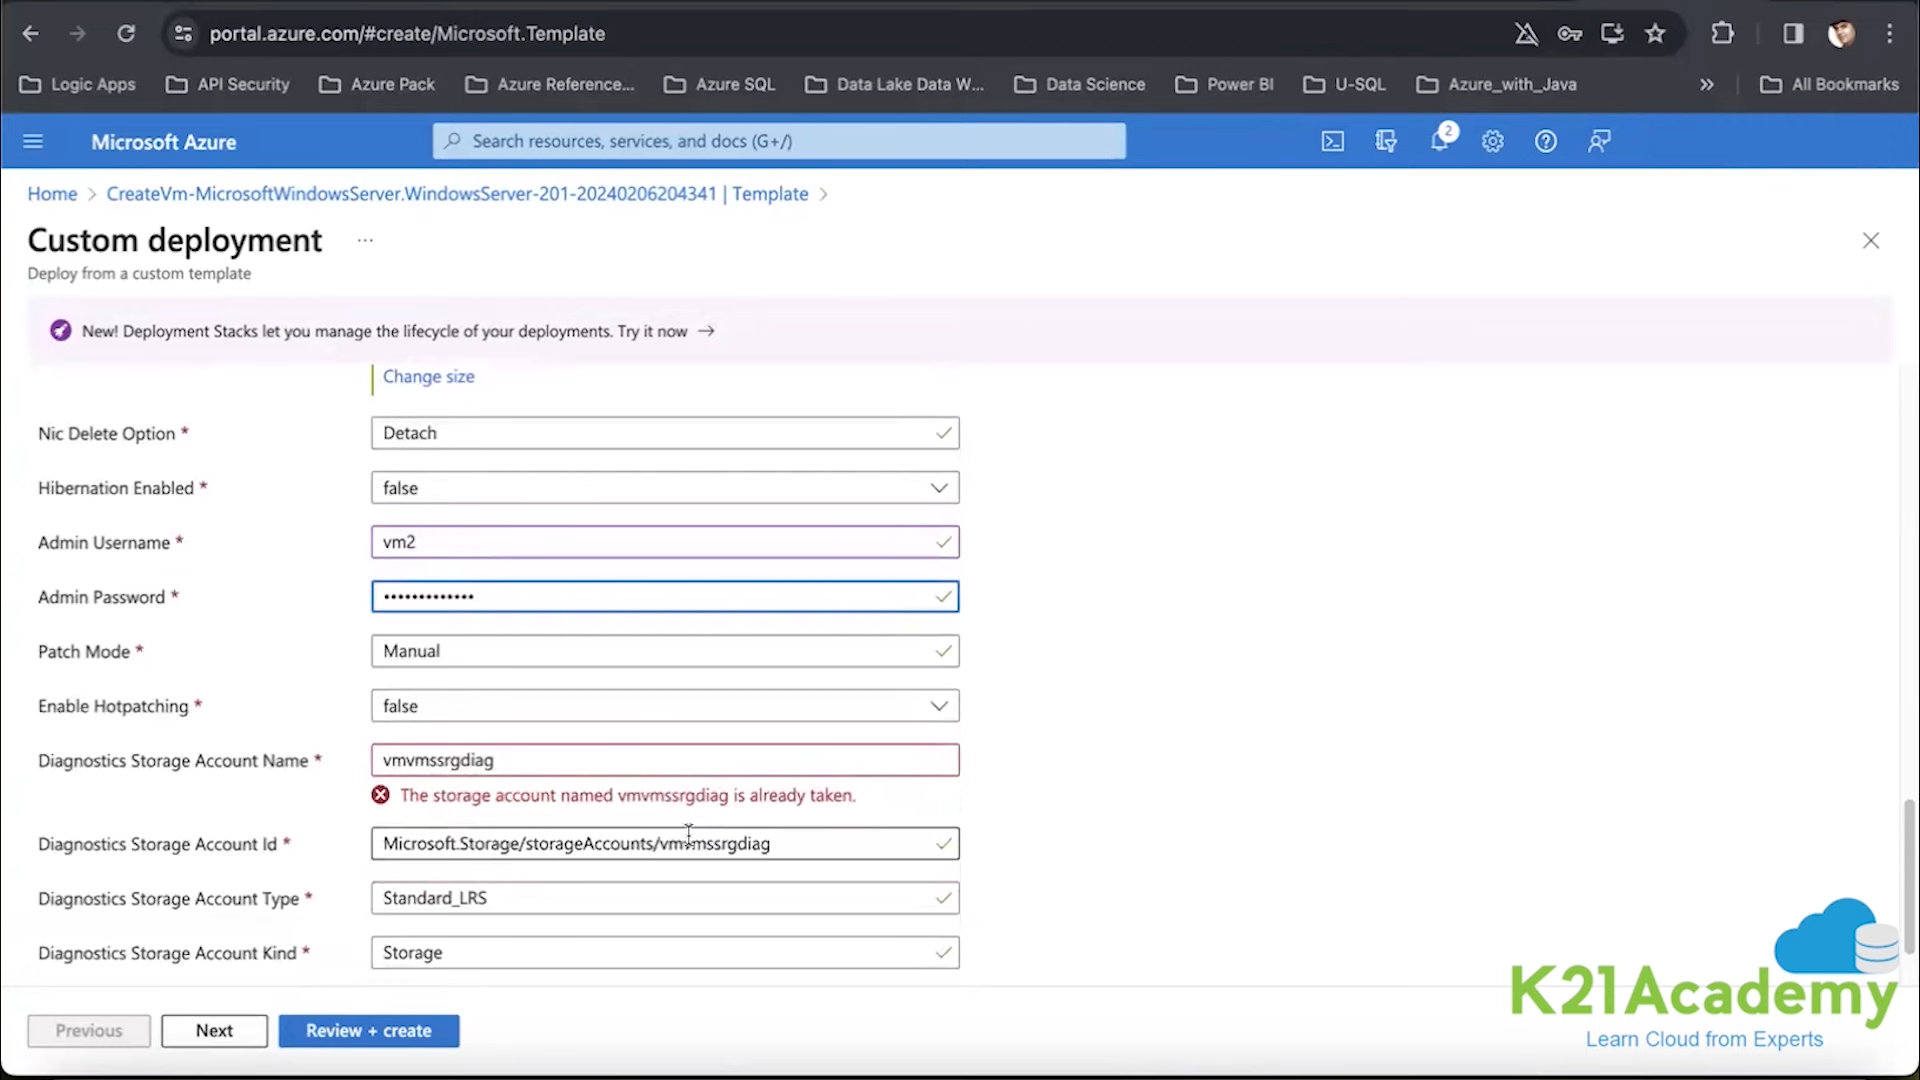 portal.azure.com/#create/Microsoft.Template
Logic Apps API Security Azure Pack Azure Reference... Azure SQL Data Lake Data W... Data Science Power BI U-SQL Azure_with_Java » All Bookmarks
Microsoft Azure Search resources, services, and docs (G+/) 2
Home > CreateVm-MicrosoftWindowsServer.WindowsServer-201-20240206204341 | Template >
Custom deployment ...
Deploy from a custom template
New! Deployment Stacks let you manage the lifecycle of your deployments. Try it now →
Change size
Nic Delete Option * Detach
Hibernation Enabled * false
Admin Username * vm2
Admin Password * •••••••••••••
Patch Mode * Manual
Enable Hotpatching * false
Diagnostics Storage Account Name * vmvmssrgdiag
The storage account named vmvmssrgdiag is already taken.
Diagnostics Storage Account Id * Microsoft.Storage/storageAccounts/vmvmssrgdiag
Diagnostics Storage Account Type * Standard_LRS
Diagnostics Storage Account Kind * Storage
Previous Next Review + create
K21Academy
Learn Cloud from Experts